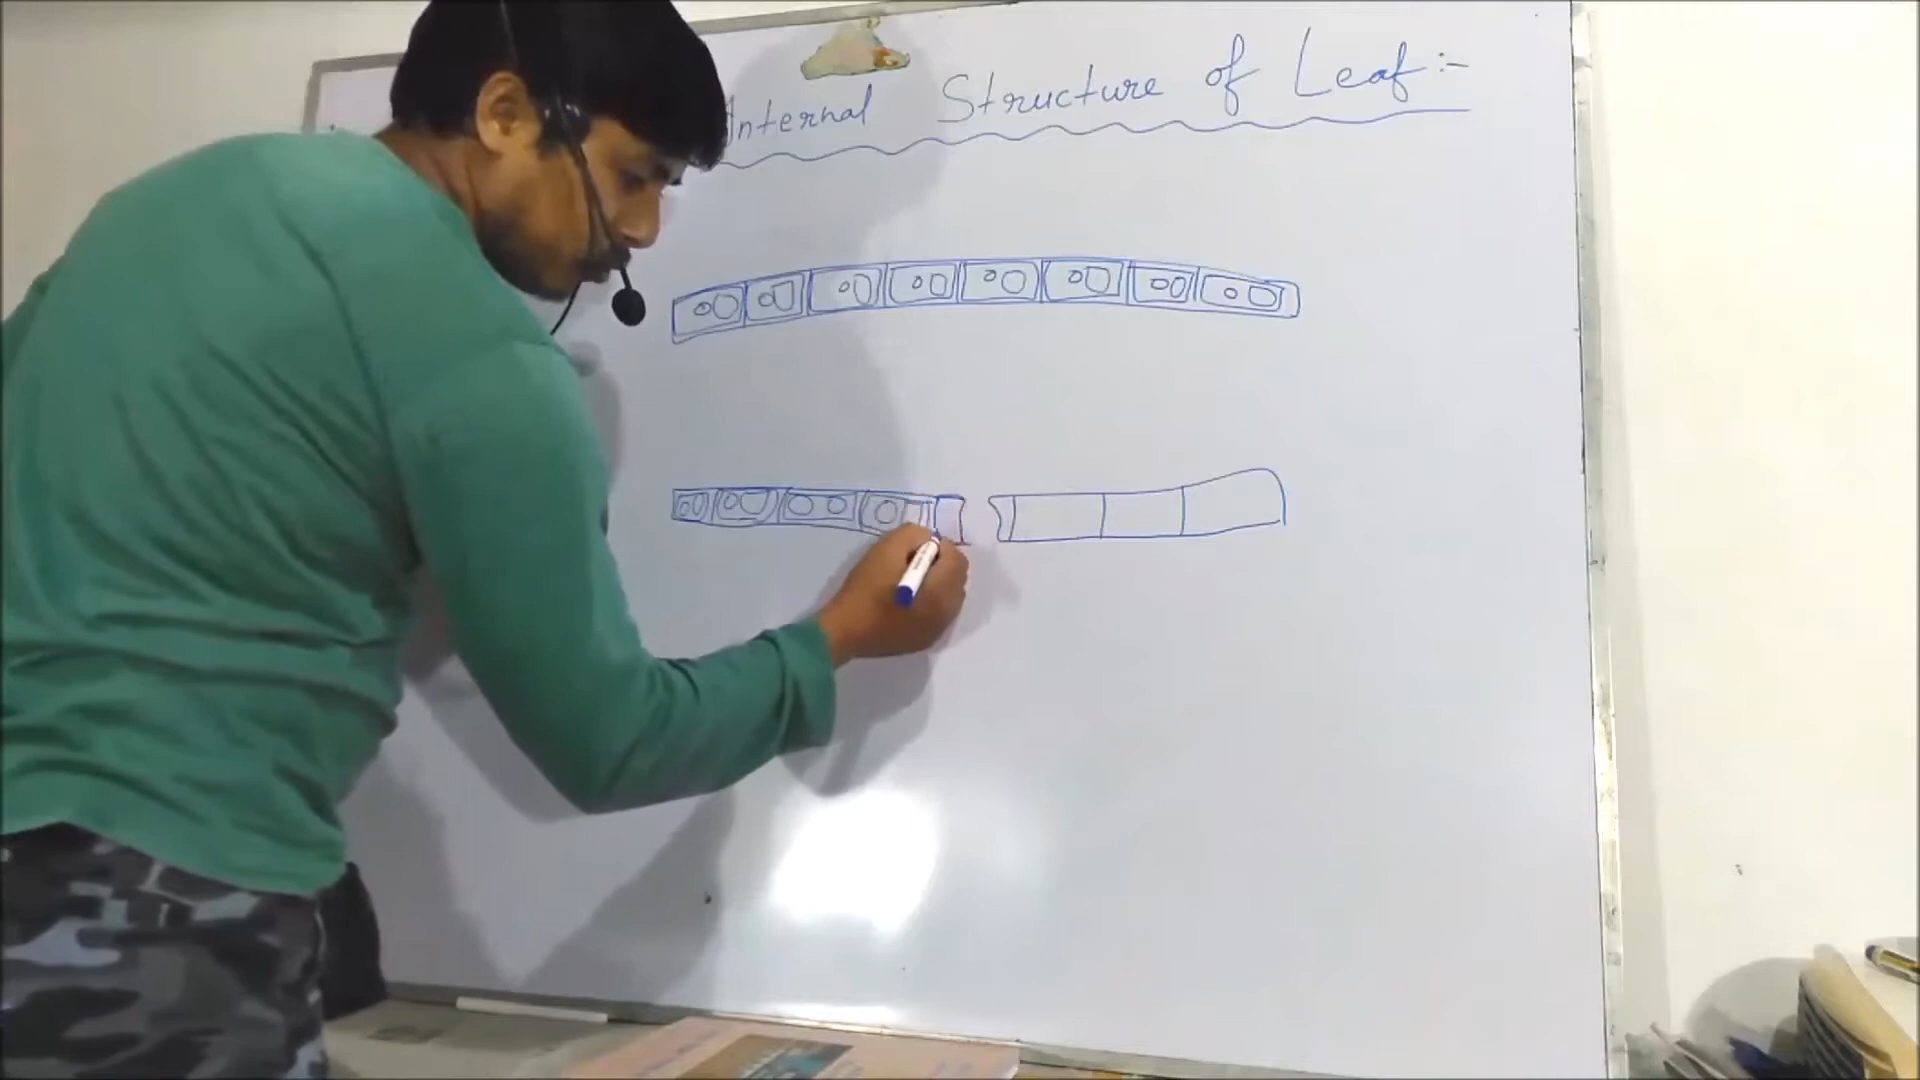 Internal Structure of Leaf :-